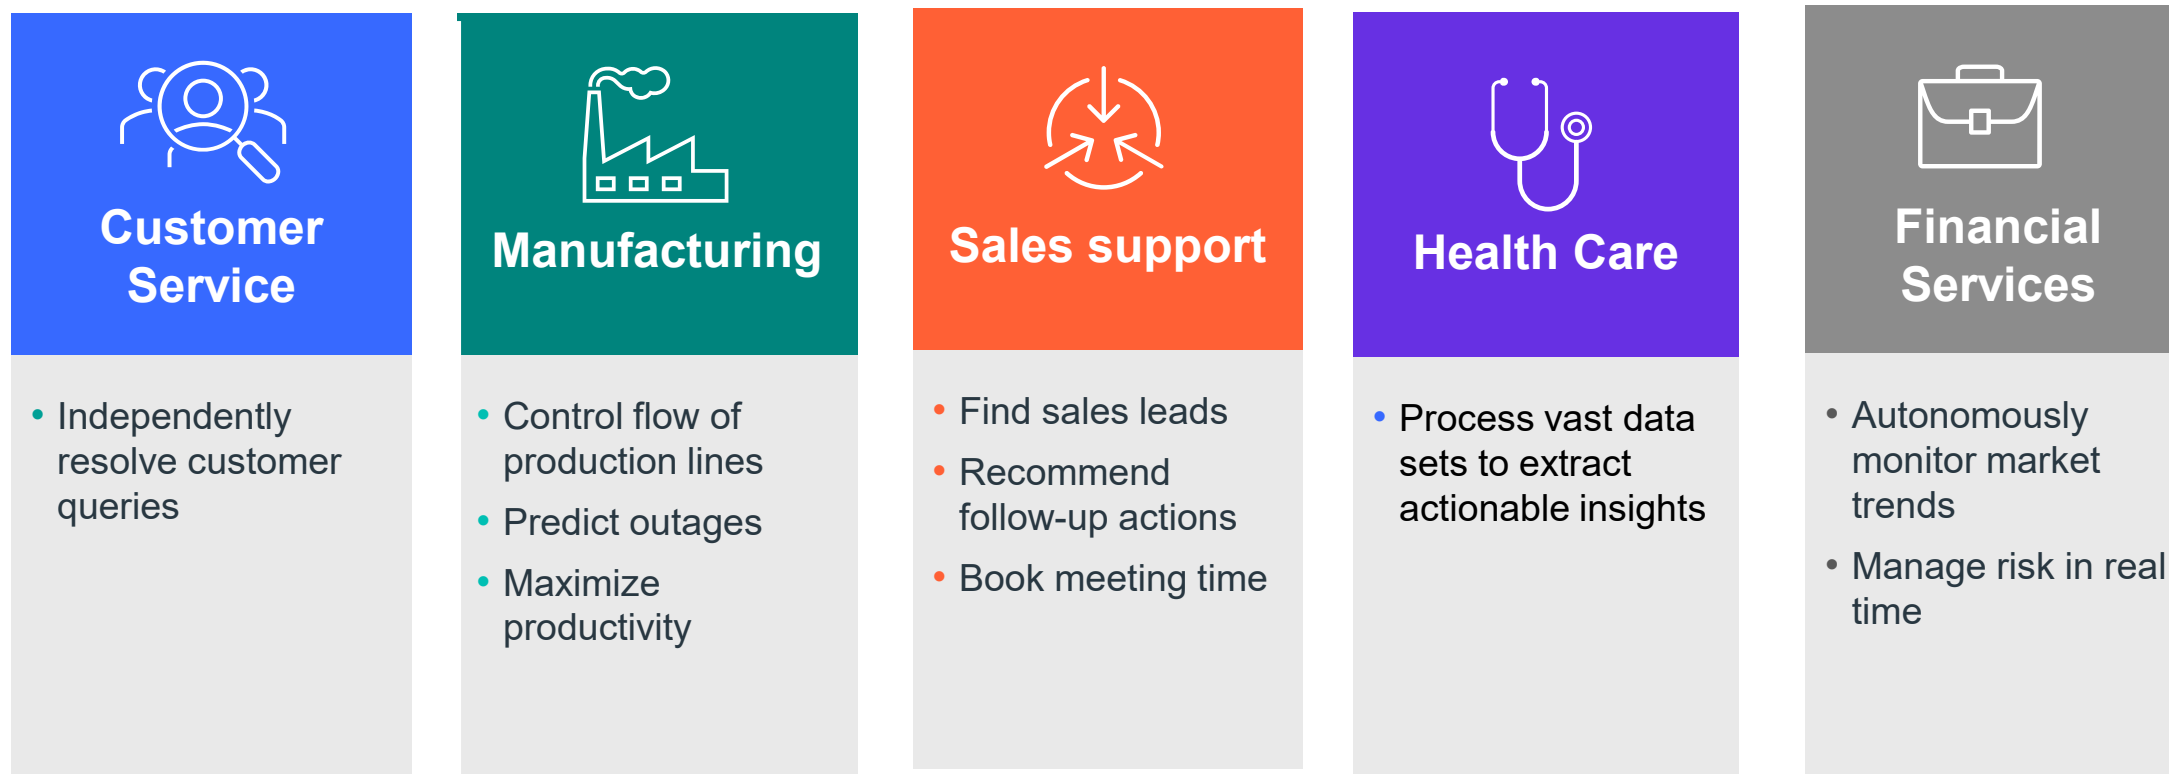 Customer
Service
• Independently
resolve customer
queries
Manufacturing
• Control flow of
production lines
• Predict outages
• Maximize
productivity
Sales support
• Find sales leads
• Recommend
follow-up actions
• Book meeting time
Health Care
• Process vast data
sets to extract
actionable insights
Financial
Services
• Autonomously
monitor market
trends
• Manage risk in real
time